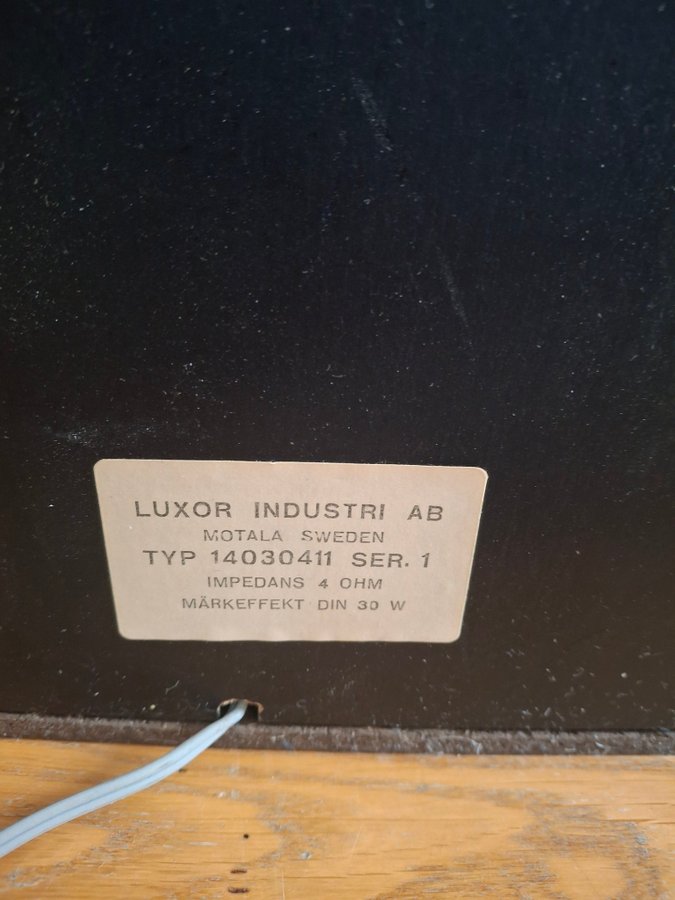 LUXOR INDUSTRI AB
MOTALA SWEDEN
TYP 14030411 SER. 1
IMPEDANS 4 OHM
MÄRKEFFEKT DIN 30 W